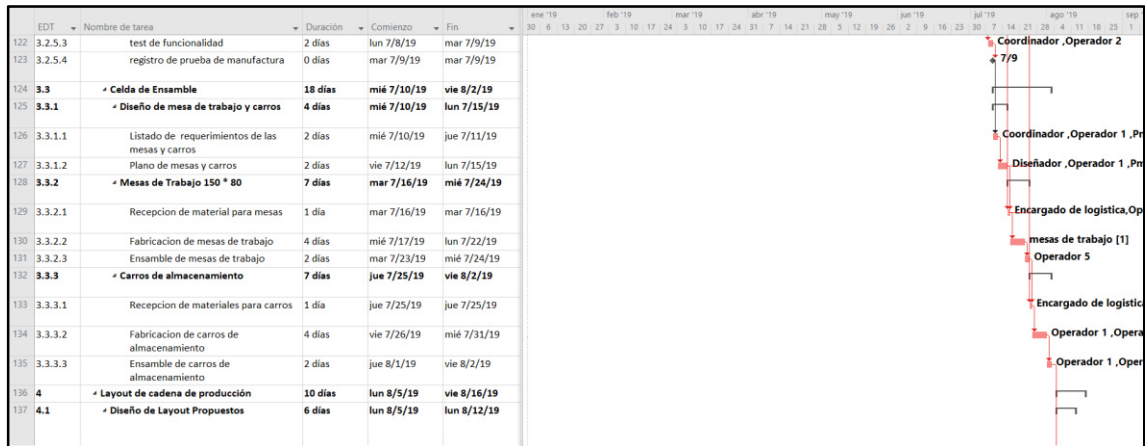 ene '19 feb '19 mar '19 abr '19 may '19 jun '19 jul '19 ago '19 sep
EDT Nombre de tarea Duración Comienzo Fin 30 6 13 20 27 3 10 17 24 3 10 17 24 31 7 14 21 28 5 12 19 26 2 9 16 23 30 7 14 21 28 4 11 18 25 1
122 3.2.5.3 test de funcionalidad 2 días lun 7/8/19 mar 7/9/19 Coordinador ,Operador 2
123 3.2.5.4 registro de prueba de manufactura 0 días mar 7/9/19 mar 7/9/19 7/9
124 3.3 Celda de Ensamble 18 días mié 7/10/19 vie 8/2/19
125 3.3.1 Diseño de mesa de trabajo y carros 4 días mié 7/10/19 lun 7/15/19
126 3.3.1.1 Listado de requerimientos de las 2 días mié 7/10/19 jue 7/11/19 Coordinador ,Operador 1 ,Pr
mesas y carros
127 3.3.1.2 Plano de mesas y carros 2 días vie 7/12/19 lun 7/15/19 Diseñador ,Operador 1 ,Pm
128 3.3.2 Mesas de Trabajo 150 * 80 7 días mar 7/16/19 mié 7/24/19
129 3.3.2.1 Recepcion de material para mesas 1 día mar 7/16/19 mar 7/16/19 Encargado de logistica,Op
130 3.3.2.2 Fabricacion de mesas de trabajo 4 días mié 7/17/19 lun 7/22/19 mesas de trabajo [1]
131 3.3.2.3 Ensamble de mesas de trabajo 2 días mar 7/23/19 mié 7/24/19 Operador 5
132 3.3.3 Carros de almacenamiento 7 días jue 7/25/19 vie 8/2/19
133 3.3.3.1 Recepcion de materiales para carros 1 día jue 7/25/19 jue 7/25/19 Encargado de logistic
134 3.3.3.2 Fabricacion de carros de 4 días vie 7/26/19 mié 7/31/19 Operador 1 ,Opera
almacenamiento
135 3.3.3.3 Ensamble de carros de 2 días jue 8/1/19 vie 8/2/19 Operador 1 ,Oper
almacenamiento
136 4 Layout de cadena de producción 10 días lun 8/5/19 vie 8/16/19
137 4.1 Diseño de Layout Propuestos 6 días lun 8/5/19 lun 8/12/19